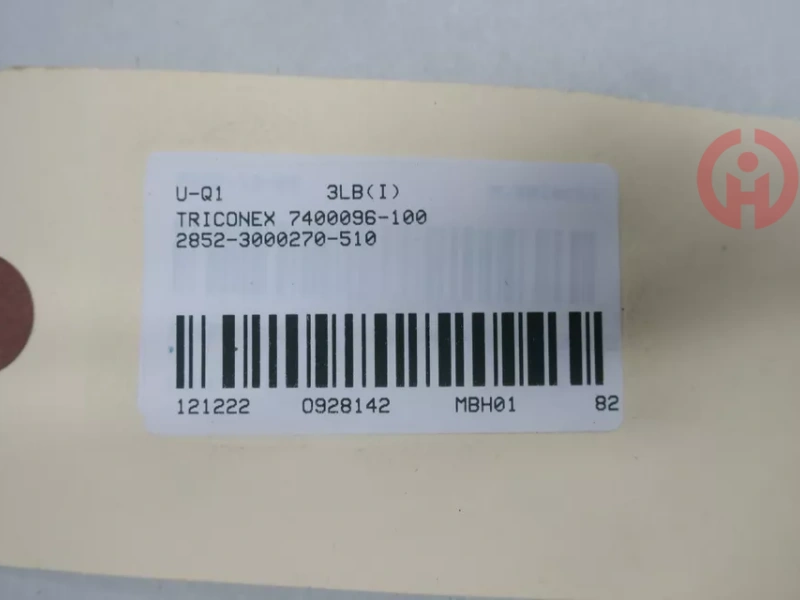 U-Q1 3LB(I)
TRICONEX 7400096-100
2852-3000270-510
121222 0928142 MBH01 82